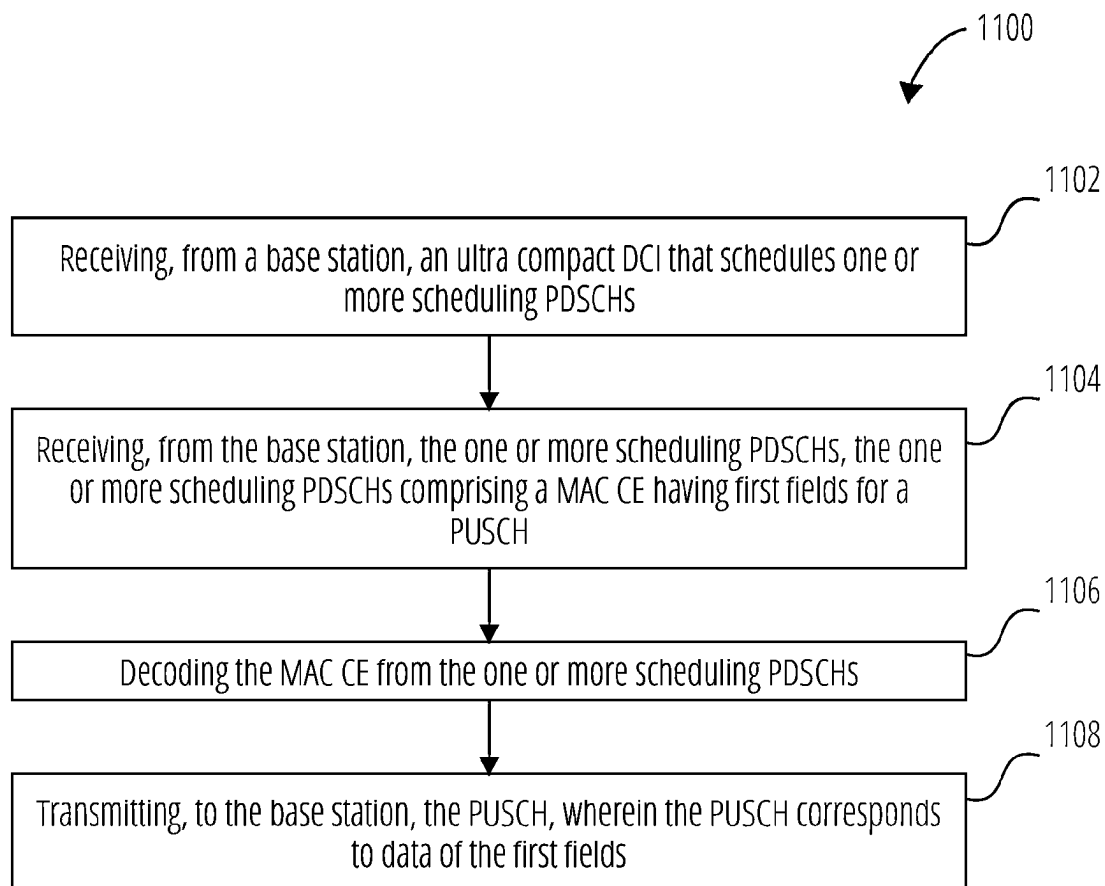 1100
1102
Receiving, from a base station, an ultra compact DCI that schedules one or
more scheduling PDSCHs
1104
Receiving, from the base station, the one or more scheduling PDSCHs, the one
or more scheduling PDSCHs comprising a MAC CE having first fields for a
PUSCH
1106
Decoding the MAC CE from the one or more scheduling PDSCHs
1108
Transmitting, to the base station, the PUSCH, wherein the PUSCH corresponds
to data of the first fields